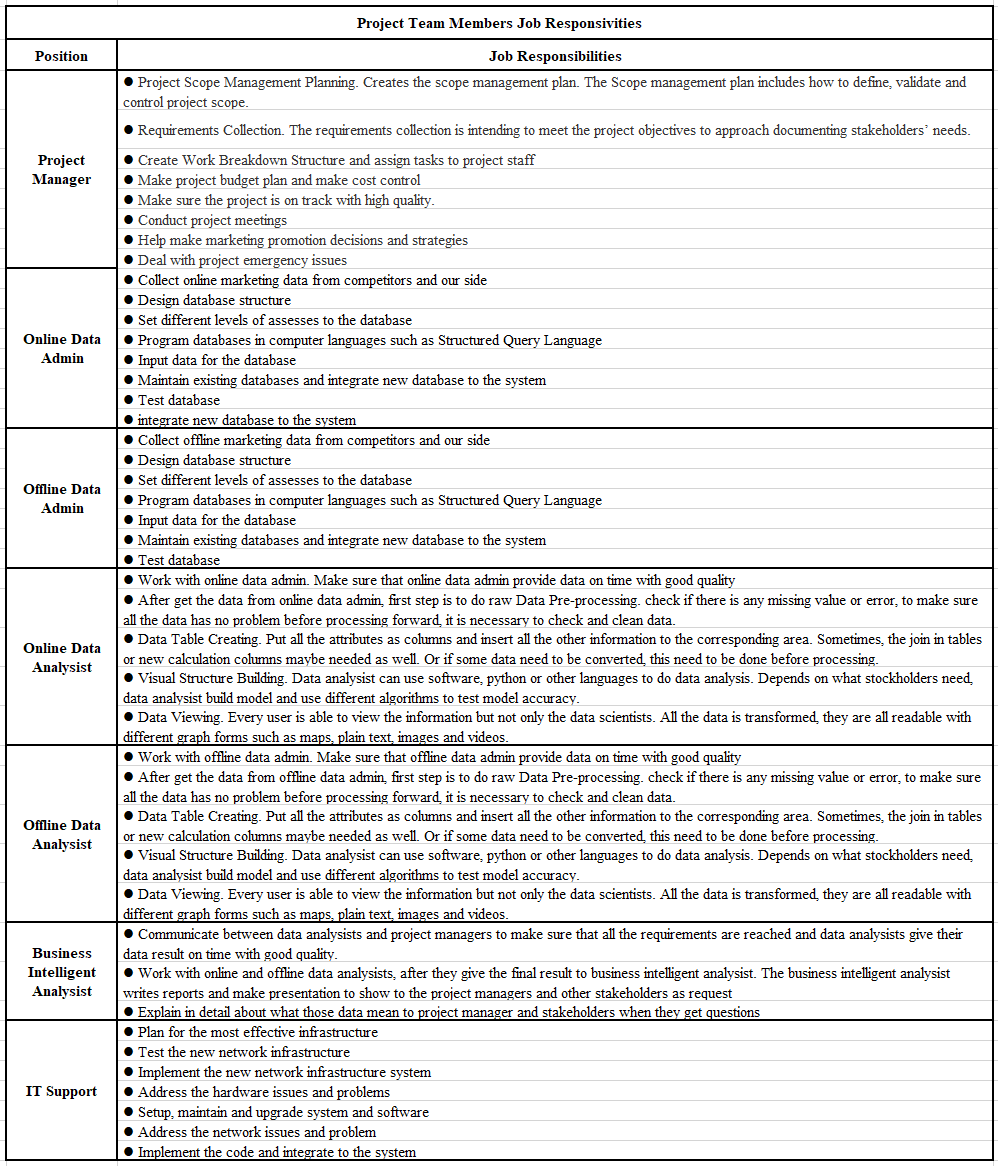 Project Team Members Job Responsivities
Position
Job Responsibilities
Project
Manager
● Project Scope Management Planning. Creates the scope management plan. The Scope management plan includes how to define, validate and
control project scope.
● Requirements Collection. The requirements collection is intending to meet the project objectives to approach documenting stakeholders' needs.
● Create Work Breakdown Structure and assign tasks to project staff
● Make project budget plan and make cost control
● Make sure the project is on track with high quality.
● Conduct project meetings
● Help make marketing promotion decisions and strategies
● Deal with project emergency issues
Online Data
Admin
● Collect online marketing data from competitors and our side
● Design database structure
● Set different levels of assesses to the database
● Program databases in computer languages such as Structured Query Language
● Input data for the database
● Maintain existing databases and integrate new database to the system
● Test database
● integrate new database to the system
Offline Data
Admin
● Collect offline marketing data from competitors and our side
● Design database structure
● Set different levels of assesses to the database
● Program databases in computer languages such as Structured Query Language
● Input data for the database
● Maintain existing databases and integrate new database to the system
● Test database
Online Data
Analysist
● Work with online data admin. Make sure that online data admin provide data on time with good quality
● After get the data from online data admin, first step is to do raw Data Pre-processing. check if there is any missing value or error, to make sure
all the data has no problem before processing forward, it is necessary to check and clean data.
● Data Table Creating. Put all the attributes as columns and insert all the other information to the corresponding area. Sometimes, the join in tables
or new calculation columns maybe needed as well. Or if some data need to be converted, this need to be done before processing.
● Visual Structure Building. Data analysist can use software, python or other languages to do data analysis. Depends on what stockholders need,
data analysist build model and use different algorithms to test model accuracy.
● Data Viewing. Every user is able to view the information but not only the data scientists. All the data is transformed, they are all readable with
different graph forms such as maps, plain text, images and videos.
Offline Data
Analysist
● Work with offline data admin. Make sure that offline data admin provide data on time with good quality
● After get the data from offline data admin, first step is to do raw Data Pre-processing. check if there is any missing value or error, to make sure
all the data has no problem before processing forward, it is necessary to check and clean data.
● Data Table Creating. Put all the attributes as columns and insert all the other information to the corresponding area. Sometimes, the join in tables
or new calculation columns maybe needed as well. Or if some data need to be converted, this need to be done before processing.
● Visual Structure Building. Data analysist can use software, python or other languages to do data analysis. Depends on what stockholders need,
data analysist build model and use different algorithms to test model accuracy.
● Data Viewing. Every user is able to view the information but not only the data scientists. All the data is transformed, they are all readable with
different graph forms such as maps, plain text, images and videos.
Business
Intelligent
Analysist
● Communicate between data analysists and project managers to make sure that all the requirements are reached and data analysists give their
data result on time with good quality.
● Work with online and offline data analysists, after they give the final result to business intelligent analysist. The business intelligent analysist
writes reports and make presentation to show to the project managers and other stakeholders as request
● Explain in detail about what those data mean to project manager and stakeholders when they get questions
IT Support
● Plan for the most effective infrastructure
● Test the new network infrastructure
● Implement the new network infrastructure system
● Address the hardware issues and problems
● Setup, maintain and upgrade system and software
● Address the network issues and problem
● Implement the code and integrate to the system